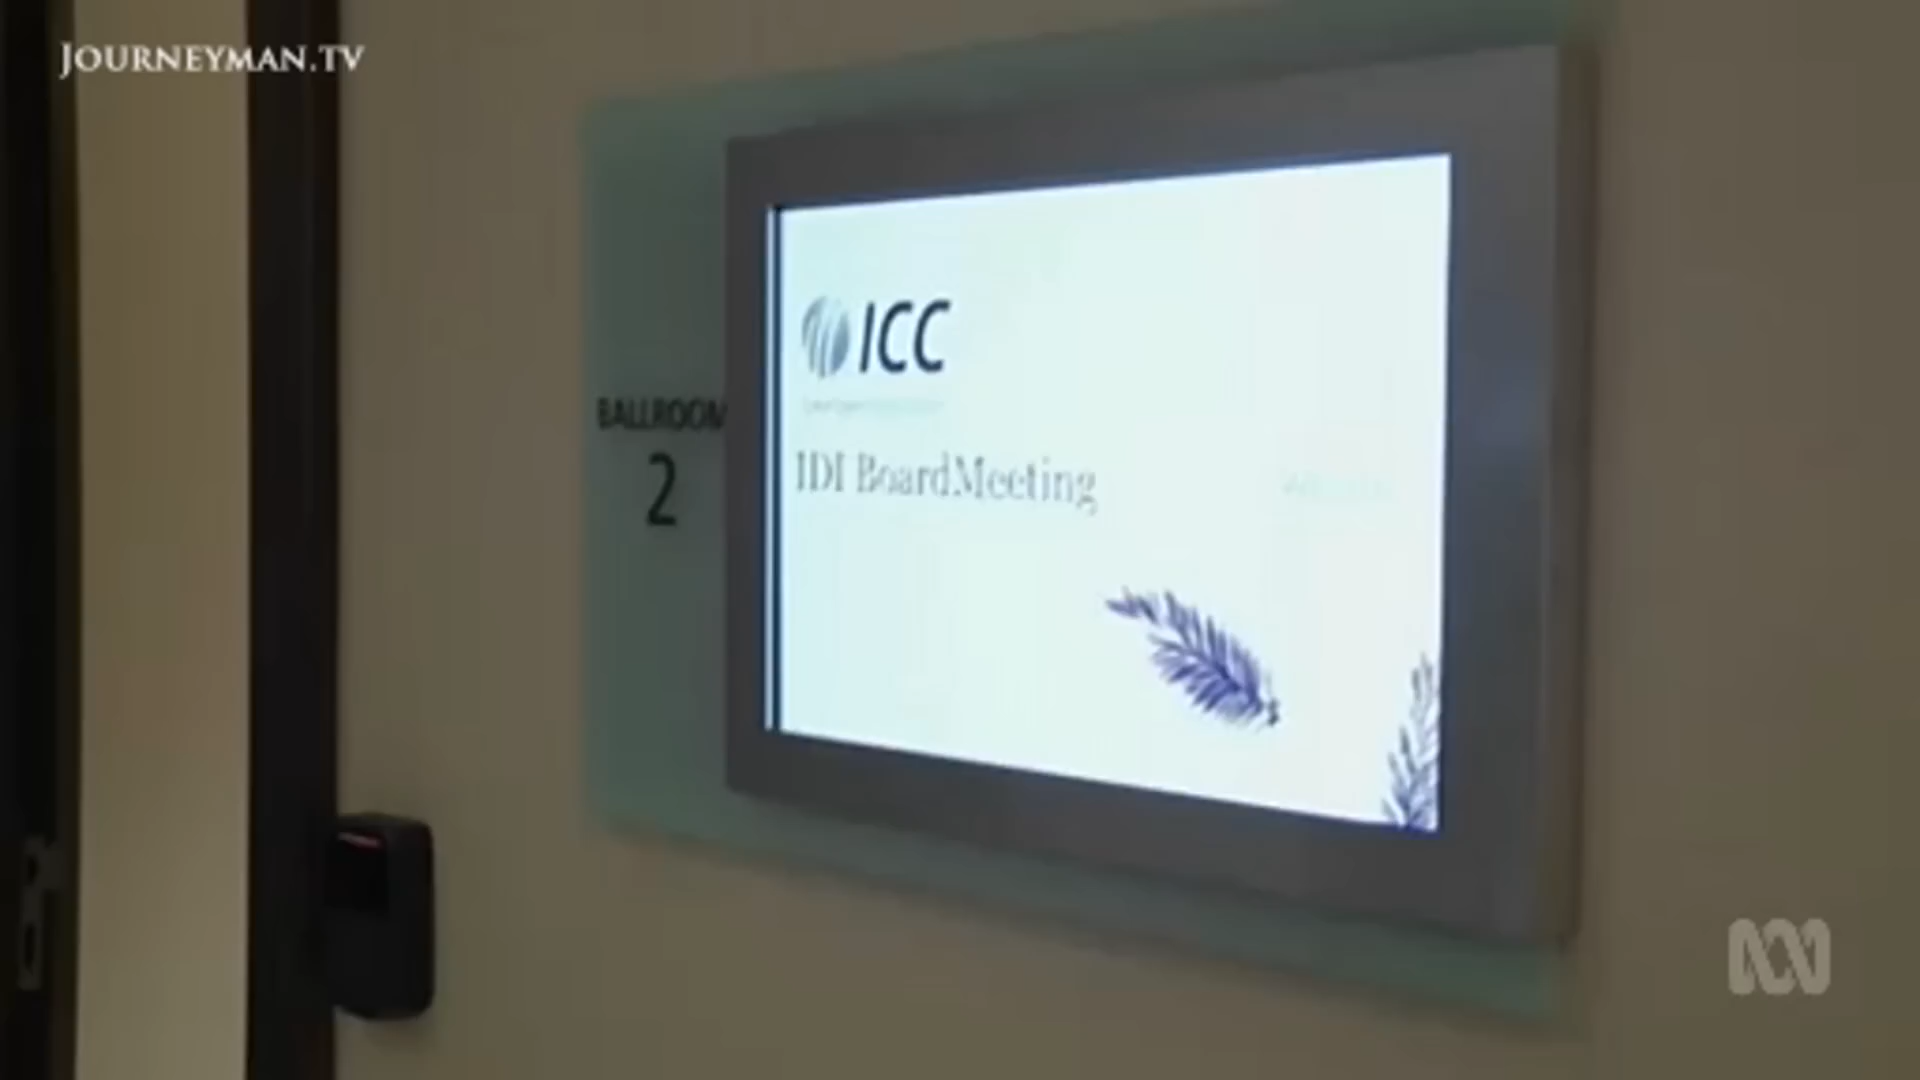 JOURNEYMAN.TV
ICC
BALLROOM
2
IDI BoardMeeting